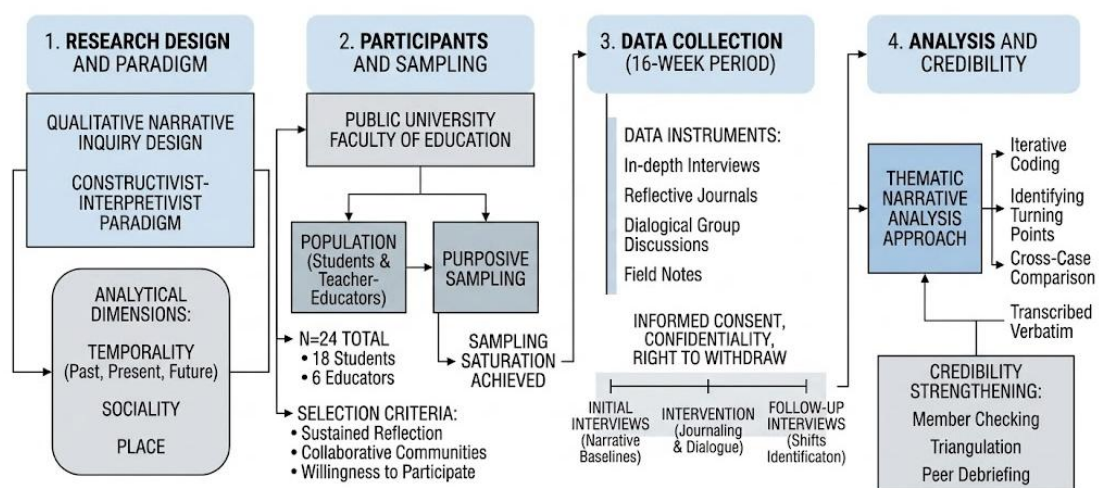 1. RESEARCH DESIGN
AND PARADIGM
QUALITATIVE NARRATIVE
INQUIRY DESIGN
CONSTRUCTIVIST-
INTERPRETIVIST
PARADIGM
ANALYTICAL
DIMENSIONS:
TEMPORALITY
(Past, Present, Future)
SOCIALITY
PLACE
2. PARTICIPANTS
AND SAMPLING
PUBLIC UNIVERSITY
FACULTY OF EDUCATION
POPULATION
(Students &
Teacher-
Educators)
PURPOSIVE
SAMPLING
N=24 TOTAL
• 18 Students
• 6 Educators
SAMPLING
SATURATION
ACHIEVED
SELECTION CRITERIA:
• Sustained Reflection
• Collaborative Communities
• Willingness to Participate
3. DATA COLLECTION
(16-WEEK PERIOD)
DATA INSTRUMENTS:
In-depth Interviews
Reflective Journals
Dialogical Group
Discussions
Field Notes
INFORMED CONSENT,
CONFIDENTIALITY,
RIGHT TO WITHDRAW
INITIAL
INTERVIEWS
(Narrative
Baselines)
INTERVENTION
(Journaling
& Dialogue)
FOLLOW-UP
INTERVIEWS
(Shifts
Identificaton)
4. ANALYSIS AND
CREDIBILITY
THEMATIC
NARRATIVE
ANALYSIS
APPROACH
Iterative
Coding
Identifying
Turning
Points
Cross-Case
Comparison
Transcribed
Verbatim
CREDIBILITY
STRENGTHENING:
Member Checking
Triangulation
Peer Debriefing